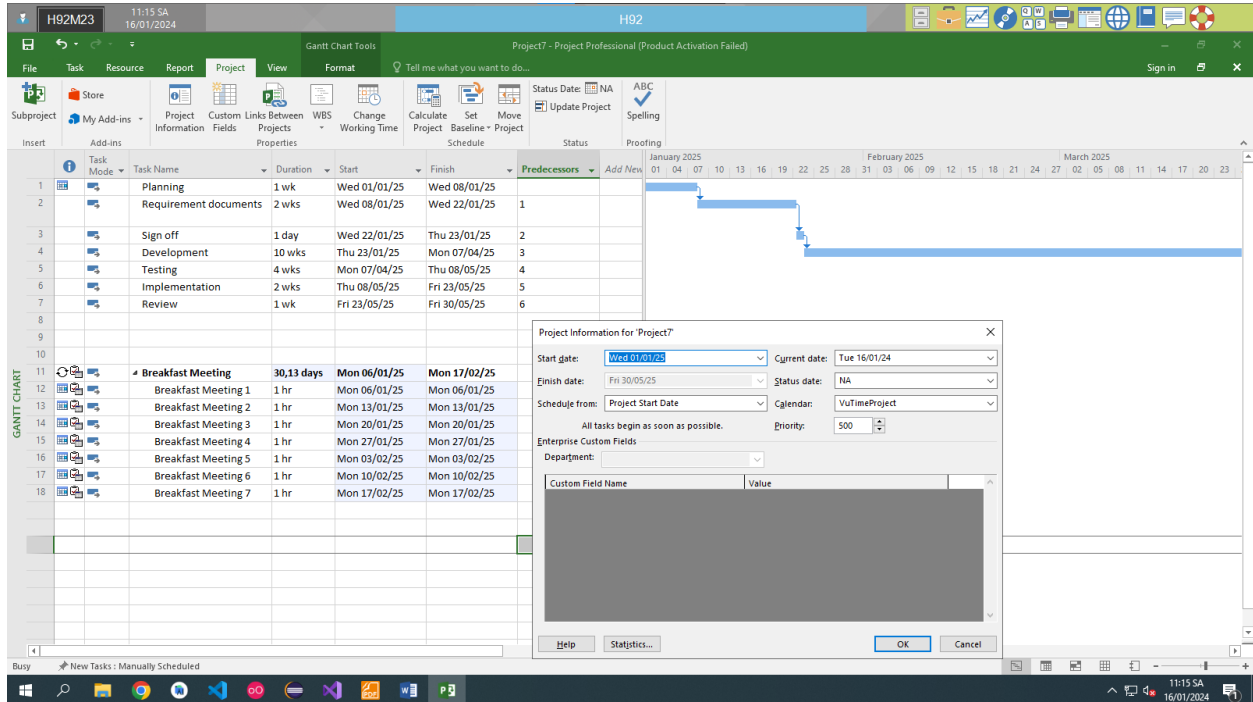 H92M23
11:15 SA
16/01/2024
H92
Gantt Chart Tools
Project7 - Project Professional (Product Activation Failed)
File Task Resource Report Project View Format Tell me what you want to do... Sign in
Subproject
Store
My Add-ins
Project Information
Custom Fields
Links Between Projects
WBS
Change Working Time
Calculate Project
Set Baseline
Move Project
Status Date: NA
Update Project
ABC
Spelling
Insert Add-ins Properties Schedule Status Proofing
Task Mode Task Name Duration Start Finish Predecessors Add New
January 2025 February 2025 March 2025
01 04 07 10 13 16 19 22 25 28 31 03 06 09 12 15 18 21 24 27 02 05 08 11 14 17 20 23
1 Planning 1 wk Wed 01/01/25 Wed 08/01/25
2 Requirement documents 2 wks Wed 08/01/25 Wed 22/01/25 1
3 Sign off 1 day Wed 22/01/25 Thu 23/01/25 2
4 Development 10 wks Thu 23/01/25 Mon 07/04/25 3
5 Testing 4 wks Mon 07/04/25 Thu 08/05/25 4
6 Implementation 2 wks Thu 08/05/25 Fri 23/05/25 5
7 Review 1 wk Fri 23/05/25 Fri 30/05/25 6
8
9
10
11 Breakfast Meeting 30,13 days Mon 06/01/25 Mon 17/02/25
12 Breakfast Meeting 1 1 hr Mon 06/01/25 Mon 06/01/25
13 Breakfast Meeting 2 1 hr Mon 13/01/25 Mon 13/01/25
14 Breakfast Meeting 3 1 hr Mon 20/01/25 Mon 20/01/25
15 Breakfast Meeting 4 1 hr Mon 27/01/25 Mon 27/01/25
16 Breakfast Meeting 5 1 hr Mon 03/02/25 Mon 03/02/25
17 Breakfast Meeting 6 1 hr Mon 10/02/25 Mon 10/02/25
18 Breakfast Meeting 7 1 hr Mon 17/02/25 Mon 17/02/25
GANTT CHART
Project Information for 'Project7'
Start date: Wed 01/01/25 Current date: Tue 16/01/24
Finish date: Fri 30/05/25 Status date: NA
Schedule from: Project Start Date Calendar: VuTimeProject
All tasks begin as soon as possible. Priority: 500
Enterprise Custom Fields
Department:
Custom Field Name Value
Help Statistics... OK Cancel
Busy New Tasks : Manually Scheduled
11:15 SA
16/01/2024